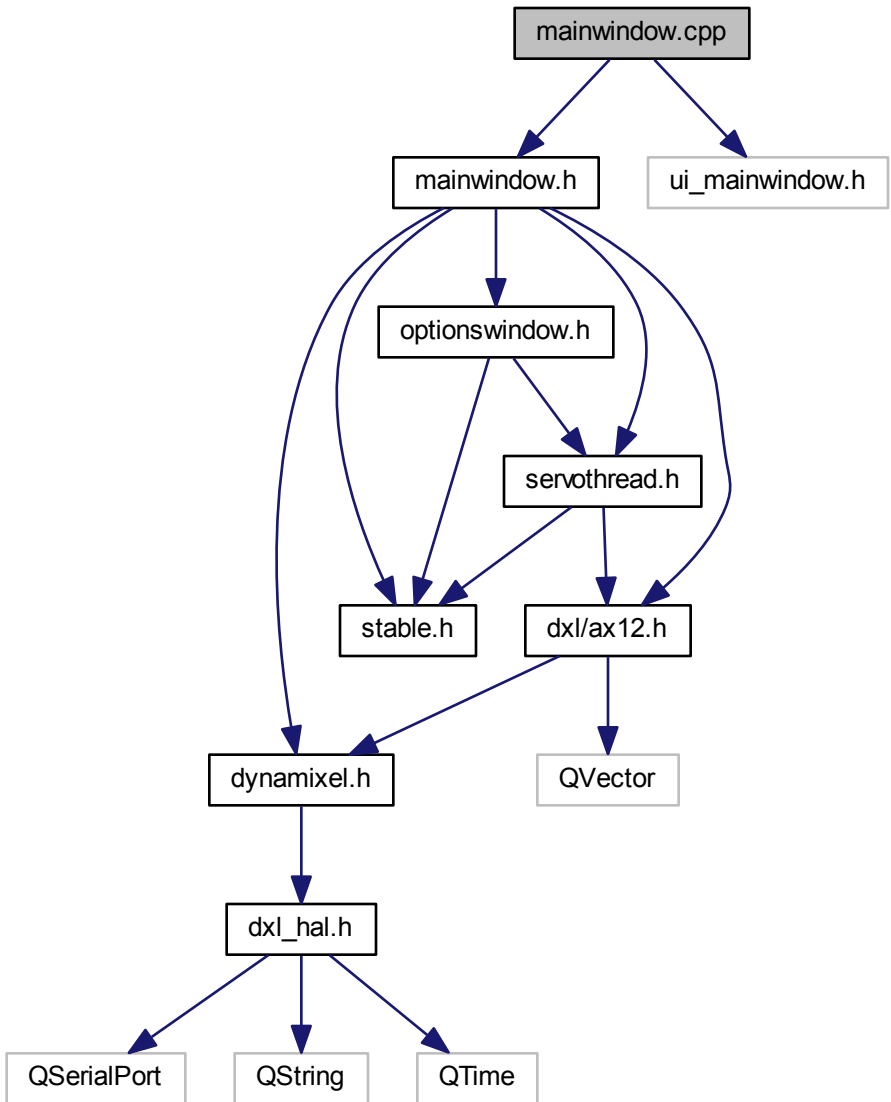 mainwindow.cpp
mainwindow.h
ui_mainwindow.h
optionswindow.h
servothread.h
stable.h
dxl/ax12.h
dynamixel.h
QVector
dxl_hal.h
QSerialPort
QString
QTime